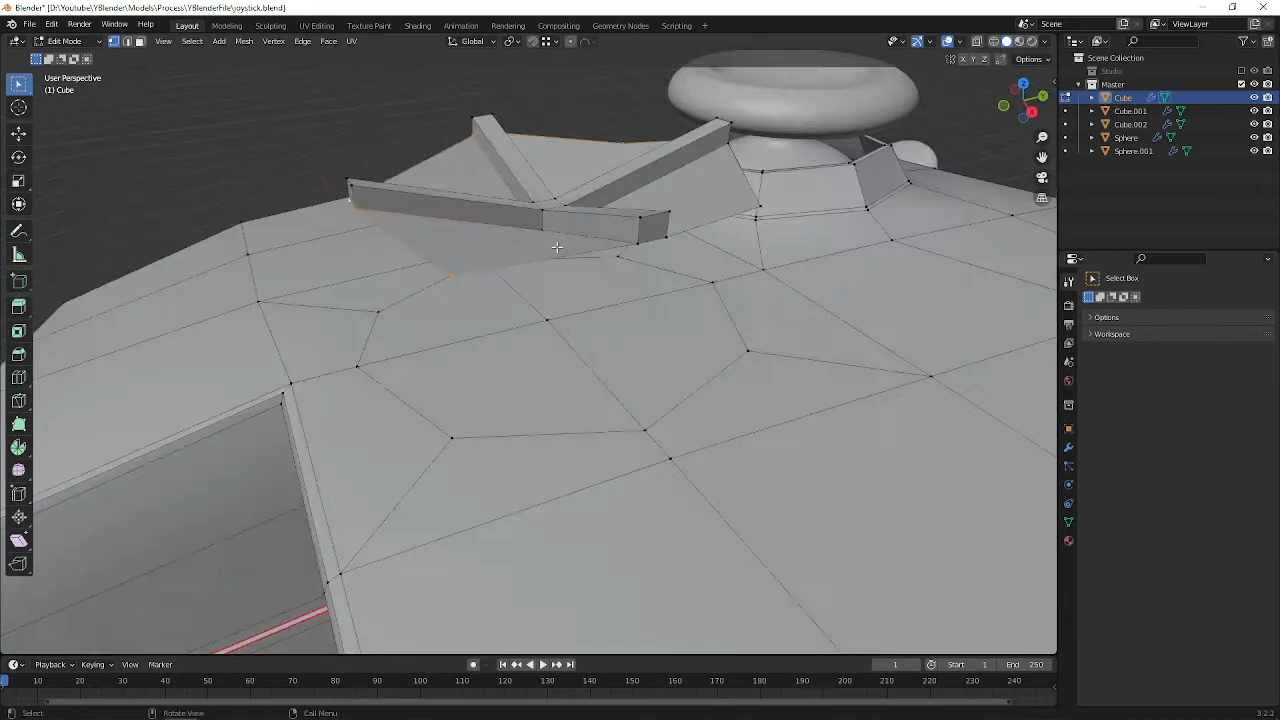 Blender* [D:\Youtube\YBlender\Models\Process\YBlenderFile\joystick.blend]
File Edit Render Window Help Layout Modeling Sculpting UV Editing Texture Paint Shading Animation Rendering Compositing Geometry Nodes Scripting + Scene ViewLayer
Edit Mode View Select Add Mesh Vertex Edge Face UV Global
X Y Z Options
User Perspective
(1) Cube
Scene Collection
Studio
Master
Cube
Cube.001
Cube.002
Sphere
Sphere.001
Select Box
Options
Workspace
Playback Keying View Marker 1 Start 1 End 250
10 20 30 40 50 60 70 80 90 100 110 120 130 140 150 160 170 180 190 200 210 220 230 240
Select Rotate View Call Menu 3.2.2